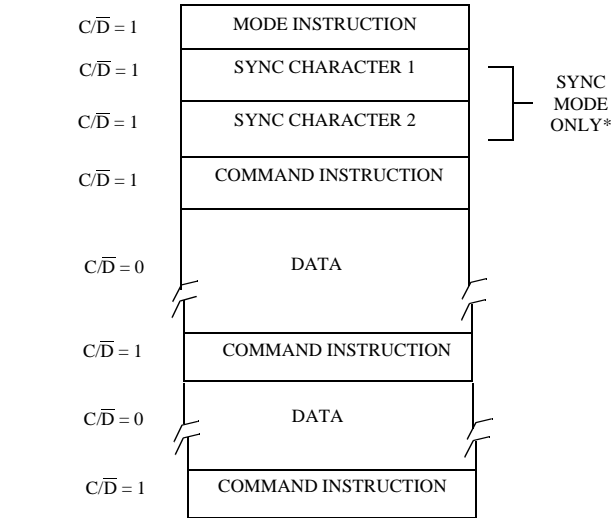 C/D̅ = 1 MODE INSTRUCTION
C/D̅ = 1 SYNC CHARACTER 1
SYNC
MODE
ONLY*
C/D̅ = 1 SYNC CHARACTER 2
C/D̅ = 1 COMMAND INSTRUCTION
C/D̅ = 0 DATA
C/D̅ = 1 COMMAND INSTRUCTION
C/D̅ = 0 DATA
C/D̅ = 1 COMMAND INSTRUCTION